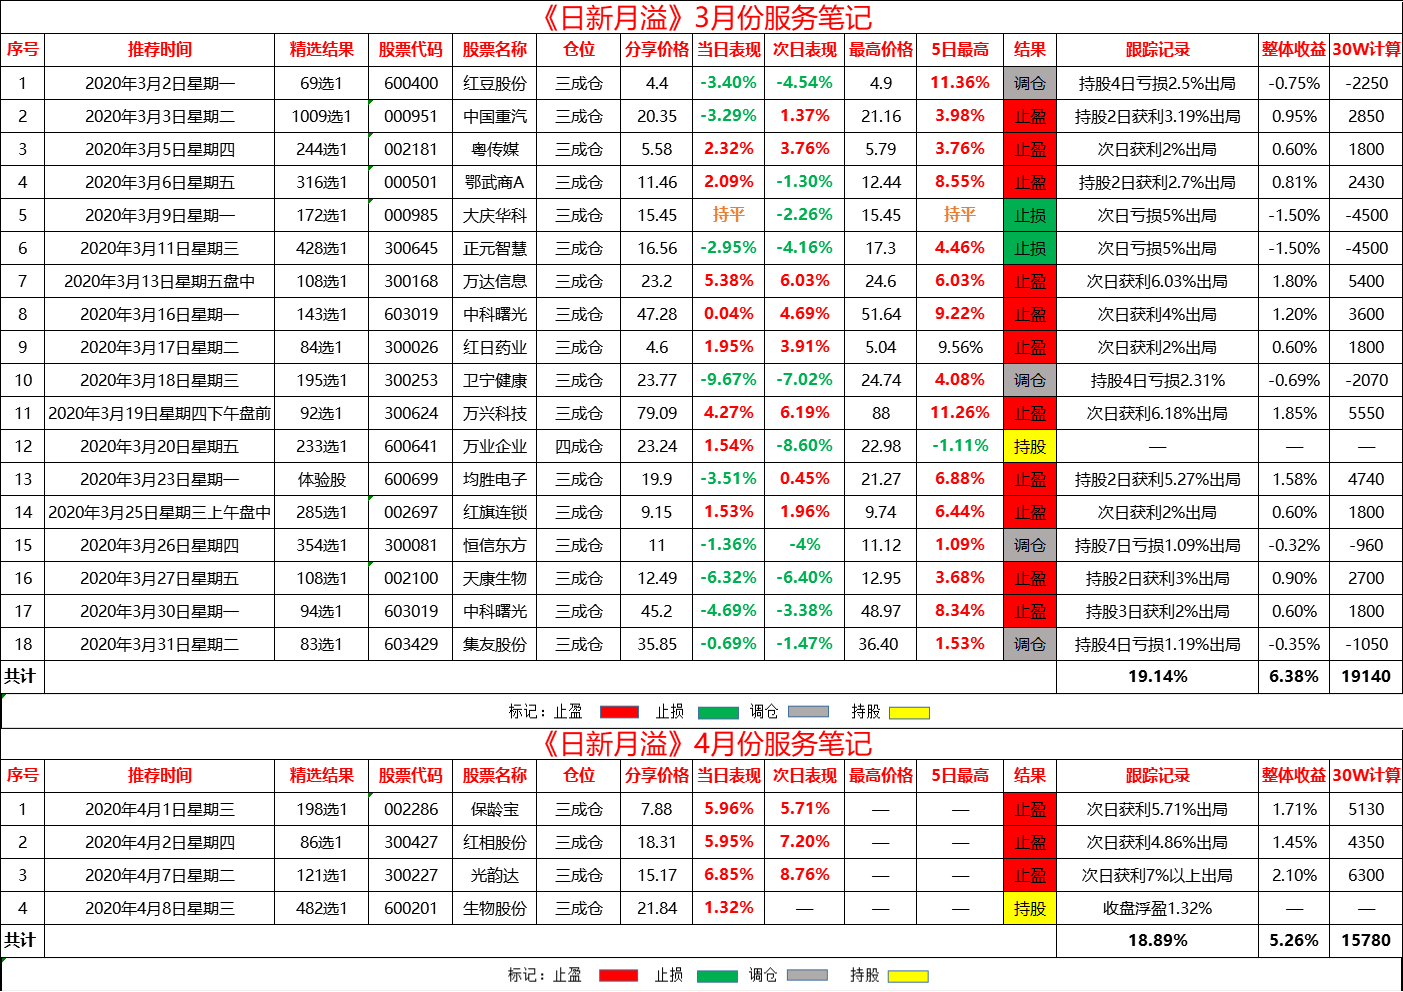 《日新月溢》3月份服务笔记
序号 推荐时间 精选结果 股票代码 股票名称 仓位 分享价格 当日表现 次日表现 最高价格 5日最高 结果 跟踪记录 整体收益 30W计算
1 2020年3月2日星期一 69选1 600400 红豆股份 三成仓 4.4 -3.40% -4.54% 4.9 11.36% 调仓 持股4日亏损2.5%出局 -0.75% -2250
2 2020年3月3日星期二 1009选1 000951 中国重汽 三成仓 20.35 -3.29% 1.37% 21.16 3.98% 止盈 持股2日获利3.19%出局 0.95% 2850
3 2020年3月5日星期四 244选1 002181 粤传媒 三成仓 5.58 2.32% 3.76% 5.79 3.76% 止盈 次日获利2%出局 0.60% 1800
4 2020年3月6日星期五 316选1 000501 鄂武商A 三成仓 11.46 2.09% -1.30% 12.44 8.55% 止盈 持股2日获利2.7%出局 0.81% 2430
5 2020年3月9日星期一 172选1 000985 大庆华科 三成仓 15.45 持平 -2.26% 15.45 持平 止损 次日亏损5%出局 -1.50% -4500
6 2020年3月11日星期三 428选1 300645 正元智慧 三成仓 16.56 -2.95% -4.16% 17.3 4.46% 止损 次日亏损5%出局 -1.50% -4500
7 2020年3月13日星期五盘中 108选1 300168 万达信息 三成仓 23.2 5.38% 6.03% 24.6 6.03% 止盈 次日获利6.03%出局 1.80% 5400
8 2020年3月16日星期一 143选1 603019 中科曙光 三成仓 47.28 0.04% 4.69% 51.64 9.22% 止盈 次日获利4%出局 1.20% 3600
9 2020年3月17日星期二 84选1 300026 红日药业 三成仓 4.6 1.95% 3.91% 5.04 9.56% 止盈 次日获利2%出局 0.60% 1800
10 2020年3月18日星期三 195选1 300253 卫宁健康 三成仓 23.77 -9.67% -7.02% 24.74 4.08% 调仓 持股4日亏损2.31% -0.69% -2070
11 2020年3月19日星期四下午盘前 92选1 300624 万兴科技 三成仓 79.09 4.27% 6.19% 88 11.26% 止盈 次日获利6.18%出局 1.85% 5550
12 2020年3月20日星期五 233选1 600641 万业企业 四成仓 23.24 1.54% -8.60% 22.98 -1.11% 持股 — — —
13 2020年3月23日星期一 体验股 600699 均胜电子 三成仓 19.9 -3.51% 0.45% 21.27 6.88% 止盈 持股2日获利5.27%出局 1.58% 4740
14 2020年3月25日星期三上午盘中 285选1 002697 红旗连锁 三成仓 9.15 1.53% 1.96% 9.74 6.44% 止盈 次日获利2%出局 0.60% 1800
15 2020年3月26日星期四 354选1 300081 恒信东方 三成仓 11 -1.36% -4% 11.12 1.09% 调仓 持股7日亏损1.09%出局 -0.32% -960
16 2020年3月27日星期五 108选1 002100 天康生物 三成仓 12.49 -6.32% -6.40% 12.95 3.68% 止盈 持股2日获利3%出局 0.90% 2700
17 2020年3月30日星期一 94选1 603019 中科曙光 三成仓 45.2 -4.69% -3.38% 48.97 8.34% 止盈 持股3日获利2%出局 0.60% 1800
18 2020年3月31日星期二 83选1 603429 集友股份 三成仓 35.85 -0.69% -1.47% 36.40 1.53% 调仓 持股4日亏损1.19%出局 -0.35% -1050
共计 19.14% 6.38% 19140
标记：止盈 止损 调仓 持股
《日新月溢》4月份服务笔记
序号 推荐时间 精选结果 股票代码 股票名称 仓位 分享价格 当日表现 次日表现 最高价格 5日最高 结果 跟踪记录 整体收益 30W计算
1 2020年4月1日星期三 198选1 002286 保龄宝 三成仓 7.88 5.96% 5.71% — — 止盈 次日获利5.71%出局 1.71% 5130
2 2020年4月2日星期四 86选1 300427 红相股份 三成仓 18.31 5.95% 7.20% — — 止盈 次日获利4.86%出局 1.45% 4350
3 2020年4月7日星期二 121选1 300227 光韵达 三成仓 15.17 6.85% 8.76% — — 止盈 次日获利7%以上出局 2.10% 6300
4 2020年4月8日星期三 482选1 600201 生物股份 三成仓 21.84 1.32% — — — 持股 收盘浮盈1.32% — —
共计 18.89% 5.26% 15780
标记：止盈 止损 调仓 持股